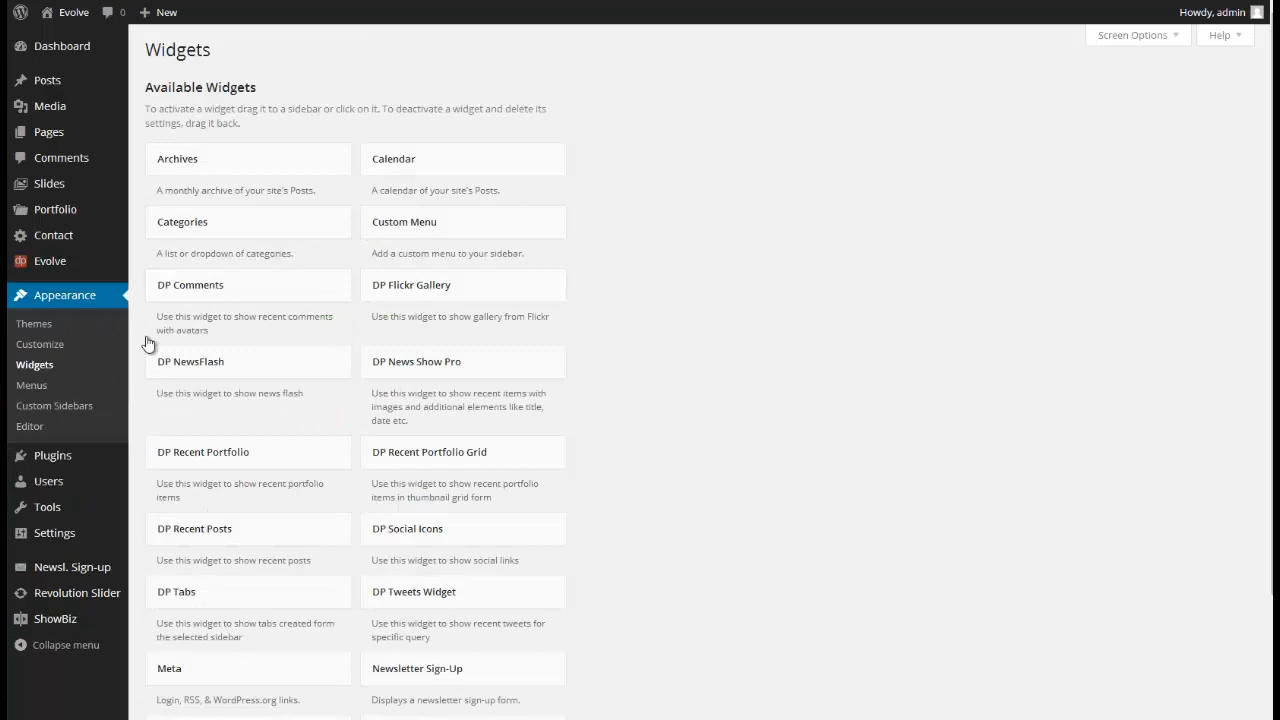 Evolve 0 New Howdy, admin
Screen Options Help
Dashboard
Posts
Media
Pages
Comments
Slides
Portfolio
Contact
dp Evolve
Appearance
Themes
Customize
Widgets
Menus
Custom Sidebars
Editor
Plugins
Users
Tools
Settings
Newsl. Sign-up
Revolution Slider
ShowBiz
Collapse menu
Widgets
Available Widgets
To activate a widget drag it to a sidebar or click on it. To deactivate a widget and delete its
settings, drag it back.
Archives
A monthly archive of your site's Posts.
Calendar
A calendar of your site's Posts.
Categories
A list or dropdown of categories.
Custom Menu
Add a custom menu to your sidebar.
DP Comments
Use this widget to show recent comments
with avatars
DP Flickr Gallery
Use this widget to show gallery from Flickr
DP NewsFlash
Use this widget to show news flash
DP News Show Pro
Use this widget to show recent items with
images and additional elements like title,
date etc.
DP Recent Portfolio
Use this widget to show recent portfolio
items
DP Recent Portfolio Grid
Use this widget to show recent portfolio
items in thumbnail grid form
DP Recent Posts
Use this widget to show recent posts
DP Social Icons
Use this widget to show social links
DP Tabs
Use this widget to show tabs created form
the selected sidebar
DP Tweets Widget
Use this widget to show recent tweets for
specific query
Meta
Login, RSS, & WordPress.org links.
Newsletter Sign-Up
Displays a newsletter sign-up form.